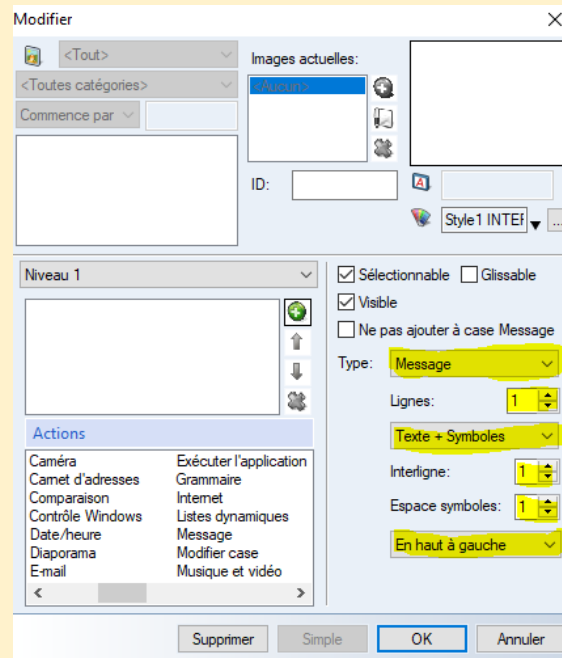 Modifier
<Tout>
<Toutes catégories>
Commence par
Images actuelles:
<Aucun>
ID:
A
Style1 INTEF
...
Niveau 1
Actions
Caméra Exécuter l'application
Carnet d'adresses Grammaire
Comparaison Internet
Contrôle Windows Listes dynamiques
Date/heure Message
Diaporama Modifier case
E-mail Musique et vidéo
Sélectionnable Glissable
Visible
Ne pas ajouter à case Message
Type: Message
Lignes: 1
Texte + Symboles
Interligne: 1
Espace symboles: 1
En haut à gauche
Supprimer Simple OK Annuler